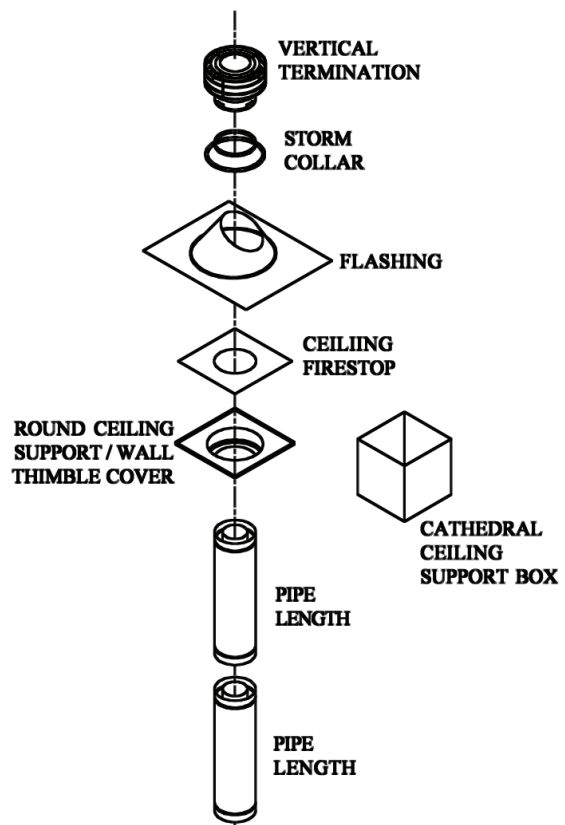 VERTICAL
TERMINATION
STORM
COLLAR
FLASHING
CEILIING
FIRESTOP
ROUND CEILING
SUPPORT / WALL
THIMBLE COVER
CATHEDRAL
CEILING
SUPPORT BOX
PIPE
LENGTH
PIPE
LENGTH